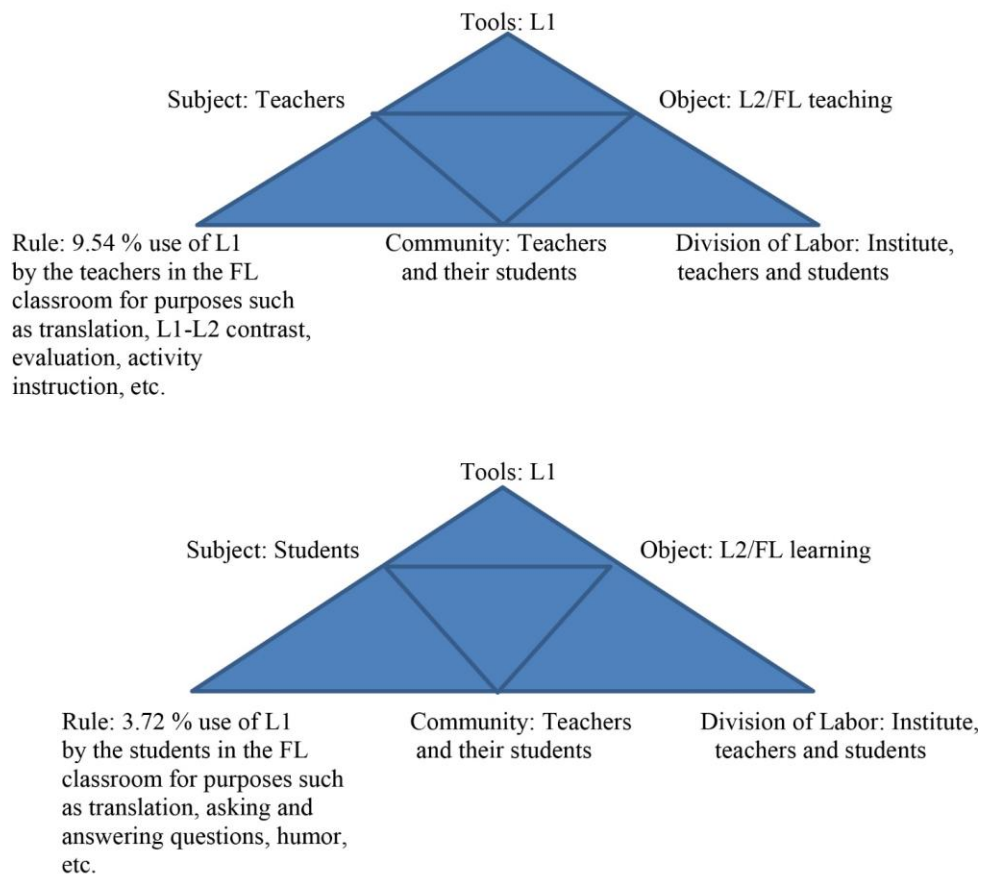 Tools: L1
Subject: Teachers
Object: L2/FL teaching
Rule: 9.54 % use of L1
by the teachers in the FL
classroom for purposes such
as translation, L1-L2 contrast,
evaluation, activity
instruction, etc.
Community: Teachers
and their students
Division of Labor: Institute,
teachers and students
Tools: L1
Subject: Students
Object: L2/FL learning
Rule: 3.72 % use of L1
by the students in the FL
classroom for purposes such
as translation, asking and
answering questions, humor,
etc.
Community: Teachers
and their students
Division of Labor: Institute,
teachers and students